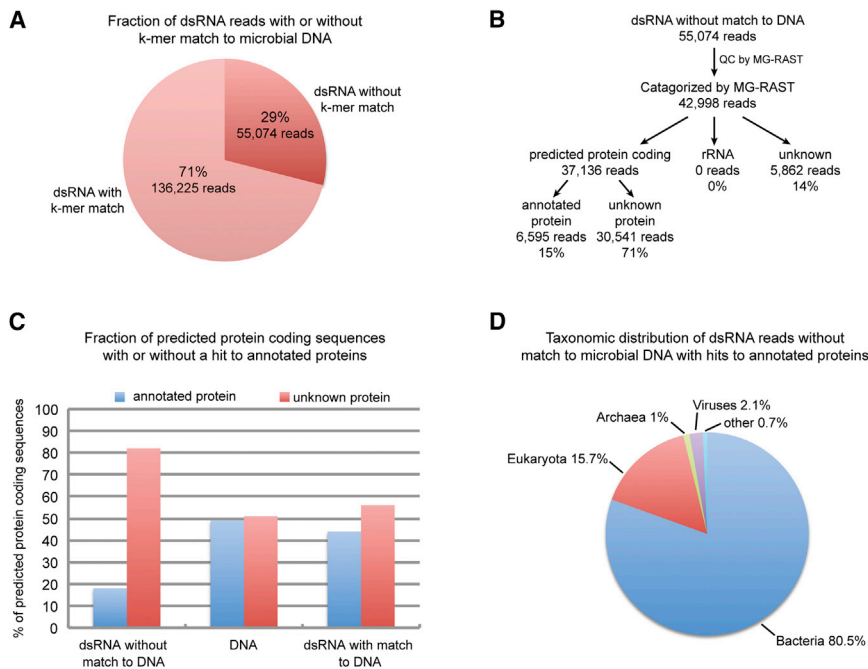 A
Fraction of dsRNA reads with or without
k-mer match to microbial DNA
dsRNA without
k-mer match
29%
55,074 reads
71%
136,225 reads
dsRNA with
k-mer match
B
dsRNA without match to DNA
55,074 reads
QC by MG-RAST
Catagorized by MG-RAST
42,998 reads
predicted protein coding
37,136 reads
rRNA
0 reads
0%
unknown
5,862 reads
14%
annotated
protein
6,595 reads
15%
unknown
protein
30,541 reads
71%
C
Fraction of predicted protein coding sequences
with or without a hit to annotated proteins
annotated protein
unknown protein
% of predicted protein coding sequences
100
90
80
70
60
50
40
30
20
10
0
dsRNA without
match to DNA
DNA
dsRNA with match
to DNA
D
Taxonomic distribution of dsRNA reads without
match to microbial DNA with hits to annotated proteins
Viruses 2.1%
Archaea 1%
other 0.7%
Eukaryota 15.7%
Bacteria 80.5%